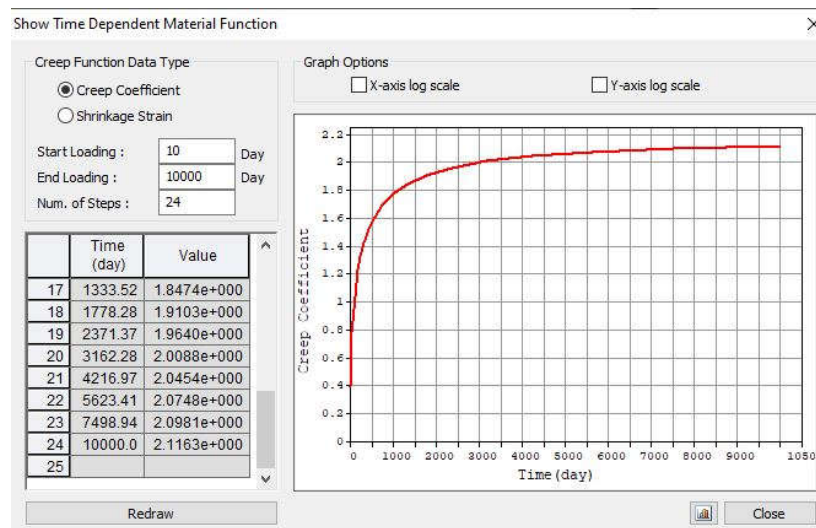 Show Time Dependent Material Function
Creep Function Data Type
Creep Coefficient
Shrinkage Strain
Start Loading : 10 Day
End Loading : 10000 Day
Num. of Steps : 24
Time (day) Value
17 1333.52 1.8474e+000
18 1778.28 1.9103e+000
19 2371.37 1.9640e+000
20 3162.28 2.0088e+000
21 4216.97 2.0454e+000
22 5623.41 2.0748e+000
23 7498.94 2.0981e+000
24 10000.0 2.1163e+000
25
Redraw
Graph Options
X-axis log scale Y-axis log scale
2.2
2
1.8
1.6
1.4
1.2
1
0.8
0.6
0.4
0.2
0
Creep Coefficient
0 1000 2000 3000 4000 5000 6000 7000 8000 9000 1050
Time (day)
Close